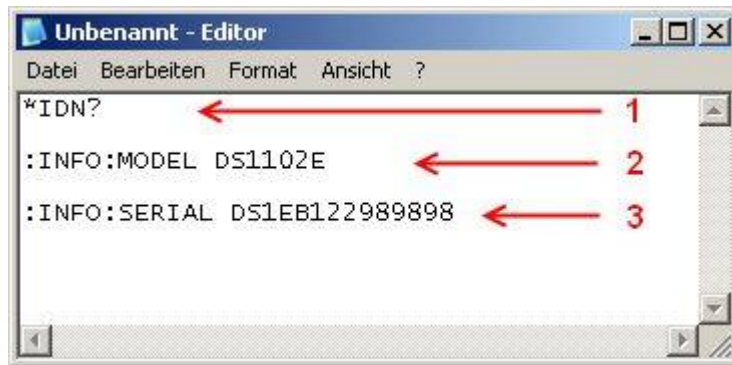 Unbenannt - Editor
Datei Bearbeiten Format Ansicht ?
*IDN? 1
:INFO:MODEL DS1102E 2
:INFO:SERIAL DS1EB122989898 3